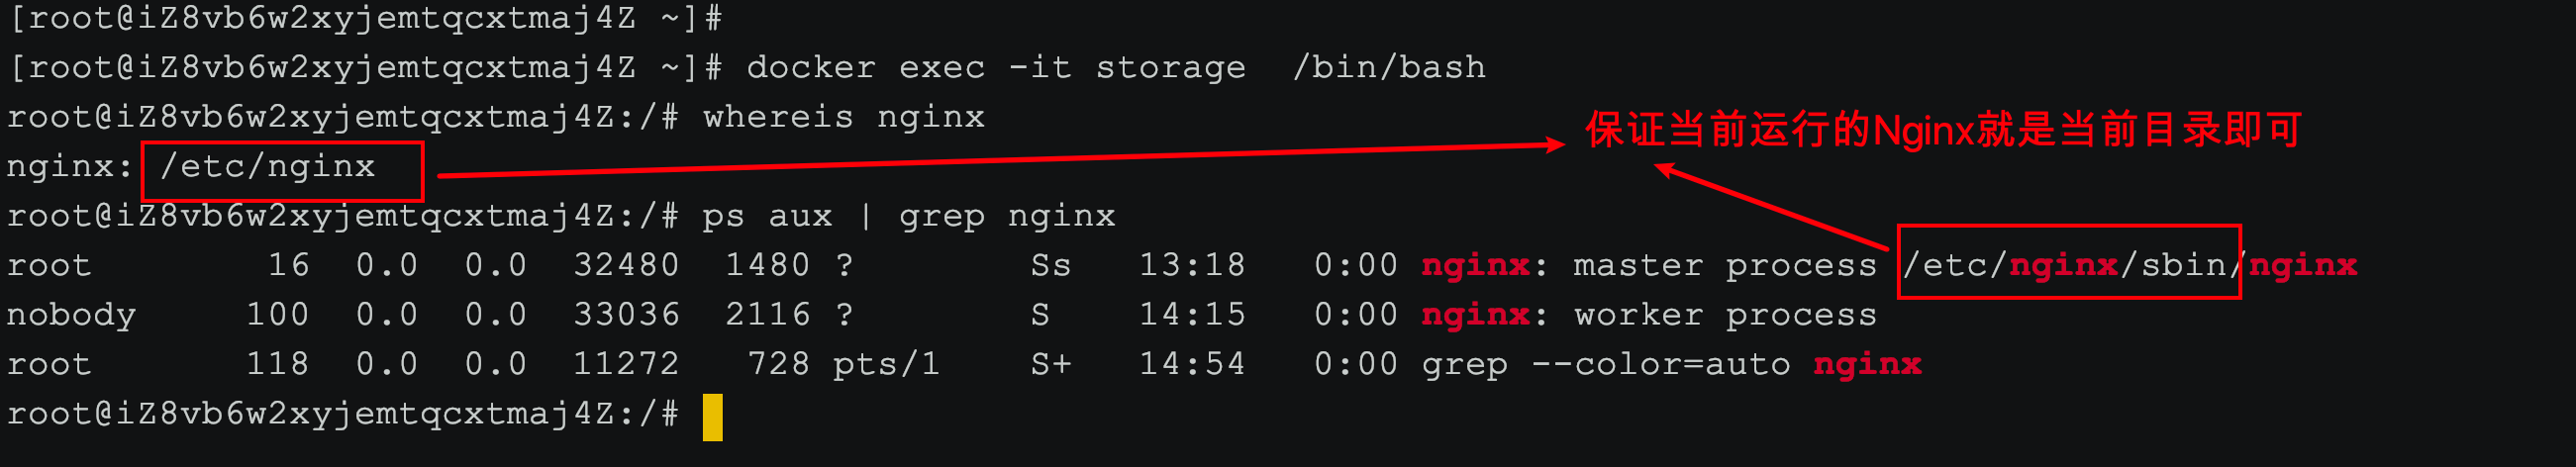 [root@iZ8vb6w2xyjemtqcxtmaj4Z ~]#
[root@iZ8vb6w2xyjemtqcxtmaj4Z ~]# docker exec -it storage  /bin/bash
root@iZ8vb6w2xyjemtqcxtmaj4Z:/# whereis nginx
保证当前运行的Nginx就是当前目录即可
nginx: /etc/nginx
root@iZ8vb6w2xyjemtqcxtmaj4Z:/# ps aux | grep nginx
root        16  0.0  0.0  32480  1480 ?        Ss   13:18   0:00 nginx: master process /etc/nginx/sbin/nginx
nobody     100  0.0  0.0  33036  2116 ?        S    14:15   0:00 nginx: worker process
root       118  0.0  0.0  11272   728 pts/1    S+   14:54   0:00 grep --color=auto nginx
root@iZ8vb6w2xyjemtqcxtmaj4Z:/#